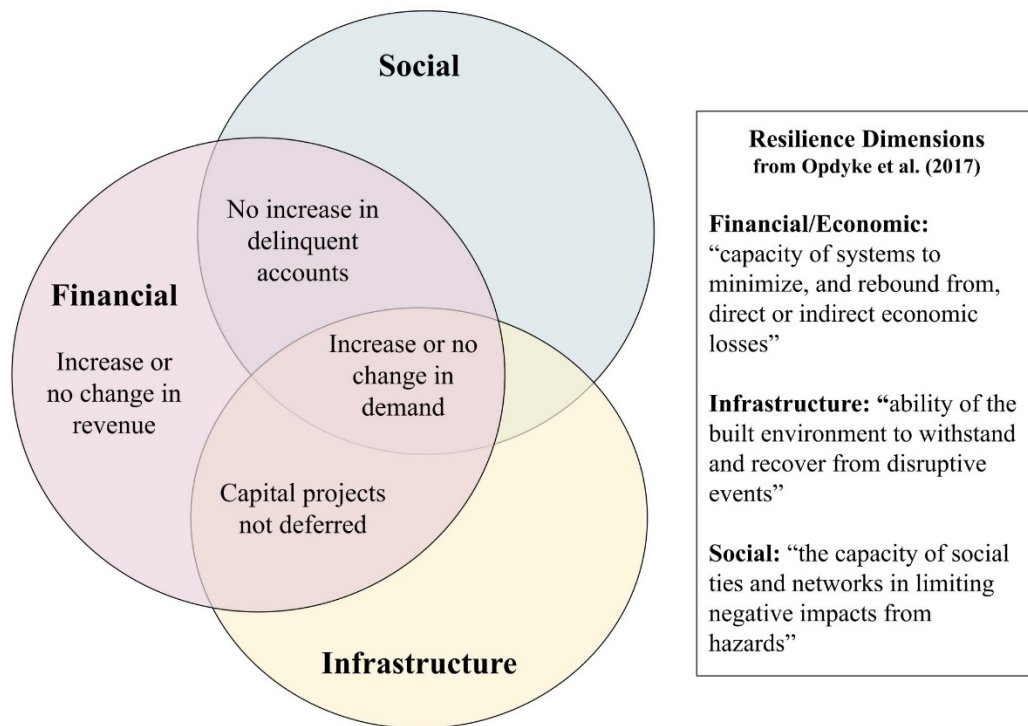 Social
No increase in
delinquent
accounts
Financial
Increase or
no change in
revenue
Increase or no
change in
demand
Capital projects
not deferred
Infrastructure
Resilience Dimensions
from Opdyke et al. (2017)
Financial/Economic:
“capacity of systems to
minimize, and rebound from,
direct or indirect economic
losses”
Infrastructure: “ability of the
built environment to withstand
and recover from disruptive
events”
Social: “the capacity of social
ties and networks in limiting
negative impacts from
hazards”